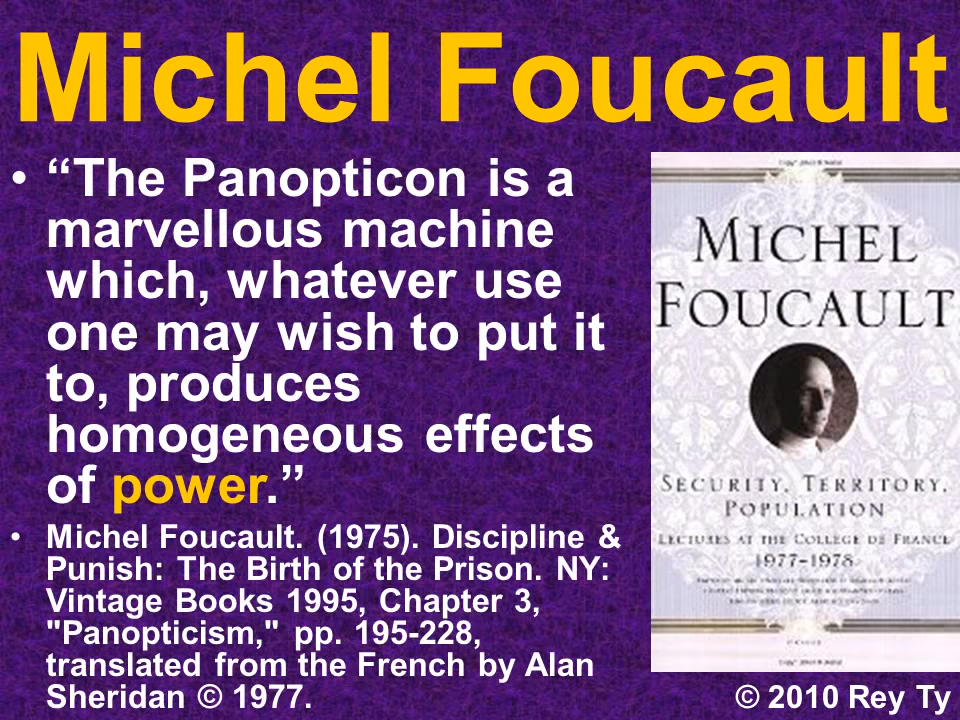 Michel Foucault
• “The Panopticon is a
marvellous machine
which, whatever use
one may wish to put it
to, produces
homogeneous effects
of power.”
• Michel Foucault. (1975). Discipline &
Punish: The Birth of the Prison. NY:
Vintage Books 1995, Chapter 3,
"Panopticism," pp. 195-228,
translated from the French by Alan
Sheridan © 1977.
MICHEL
FOUCAULT
SECURITY, TERRITORY,
POPULATION
LECTURES AT THE COLLEGE DE FRANCE
1977-1978
© 2010 Rey Ty